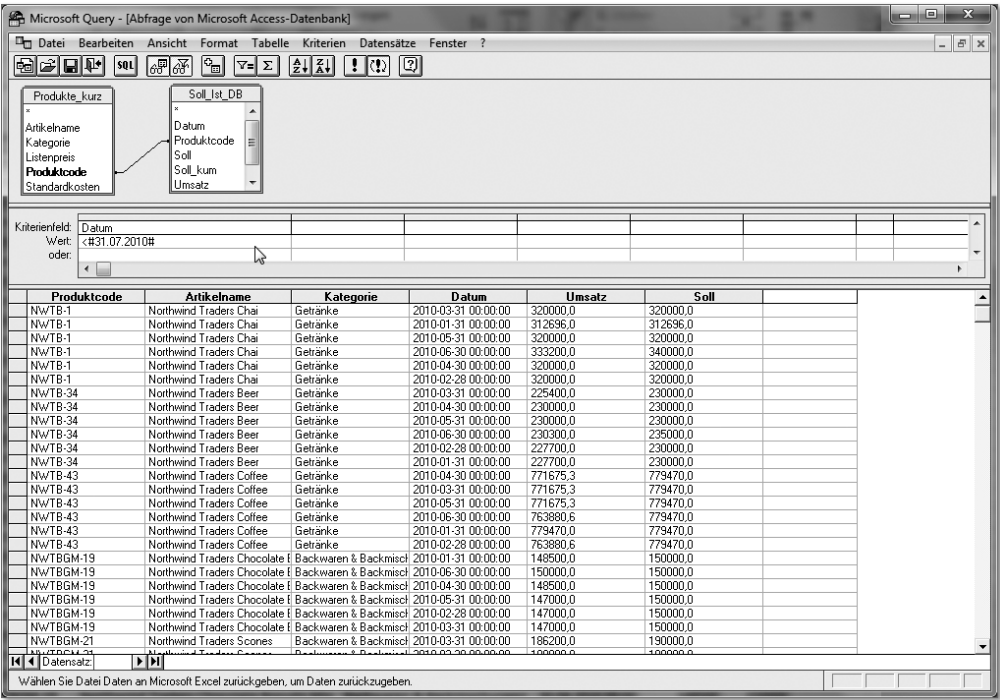 Microsoft Query - [Abfrage von Microsoft Access-Datenbank]
Datei Bearbeiten Ansicht Format Tabelle Kriterien Datensätze Fenster ?
SQL
Produkte_kurz
*
Artikelname
Kategorie
Listenpreis
Produktcode
Standardkosten
Soll_Ist_DB
*
Datum
Produktcode
Soll
Soll_kum
Umsatz
Kriterienfeld: Datum
Wert: <#31.07.2010#
oder:
Produktcode Artikelname Kategorie Datum Umsatz Soll
NWTB-1 Northwind Traders Chai Getränke 2010-03-31 00:00:00 320000,0 320000,0
NWTB-1 Northwind Traders Chai Getränke 2010-01-31 00:00:00 312696,0 312696,0
NWTB-1 Northwind Traders Chai Getränke 2010-05-31 00:00:00 320000,0 320000,0
NWTB-1 Northwind Traders Chai Getränke 2010-06-30 00:00:00 333200,0 340000,0
NWTB-1 Northwind Traders Chai Getränke 2010-04-30 00:00:00 320000,0 320000,0
NWTB-1 Northwind Traders Chai Getränke 2010-02-28 00:00:00 320000,0 320000,0
NWTB-34 Northwind Traders Beer Getränke 2010-03-31 00:00:00 225400,0 230000,0
NWTB-34 Northwind Traders Beer Getränke 2010-04-30 00:00:00 230000,0 230000,0
NWTB-34 Northwind Traders Beer Getränke 2010-05-31 00:00:00 230000,0 230000,0
NWTB-34 Northwind Traders Beer Getränke 2010-06-30 00:00:00 230300,0 235000,0
NWTB-34 Northwind Traders Beer Getränke 2010-02-28 00:00:00 227700,0 230000,0
NWTB-34 Northwind Traders Beer Getränke 2010-01-31 00:00:00 227700,0 230000,0
NWTB-43 Northwind Traders Coffee Getränke 2010-04-30 00:00:00 771675,3 779470,0
NWTB-43 Northwind Traders Coffee Getränke 2010-03-31 00:00:00 771675,3 779470,0
NWTB-43 Northwind Traders Coffee Getränke 2010-05-31 00:00:00 771675,3 779470,0
NWTB-43 Northwind Traders Coffee Getränke 2010-06-30 00:00:00 763880,6 779470,0
NWTB-43 Northwind Traders Coffee Getränke 2010-01-31 00:00:00 779470,0 779470,0
NWTB-43 Northwind Traders Coffee Getränke 2010-02-28 00:00:00 763880,6 779470,0
NWTBGM-19 Northwind Traders Chocolate Backwaren & Backmisch 2010-01-31 00:00:00 148500,0 150000,0
NWTBGM-19 Northwind Traders Chocolate Backwaren & Backmisch 2010-06-30 00:00:00 150000,0 150000,0
NWTBGM-19 Northwind Traders Chocolate Backwaren & Backmisch 2010-04-30 00:00:00 148500,0 150000,0
NWTBGM-19 Northwind Traders Chocolate Backwaren & Backmisch 2010-05-31 00:00:00 147000,0 150000,0
NWTBGM-19 Northwind Traders Chocolate Backwaren & Backmisch 2010-02-28 00:00:00 147000,0 150000,0
NWTBGM-19 Northwind Traders Chocolate Backwaren & Backmisch 2010-03-31 00:00:00 147000,0 150000,0
NWTBGM-21 Northwind Traders Scones Backwaren & Backmisch 2010-03-31 00:00:00 186200,0 190000,0
Datensatz:
Wählen Sie Datei Daten an Microsoft Excel zurückgeben, um Daten zurückzugeben.